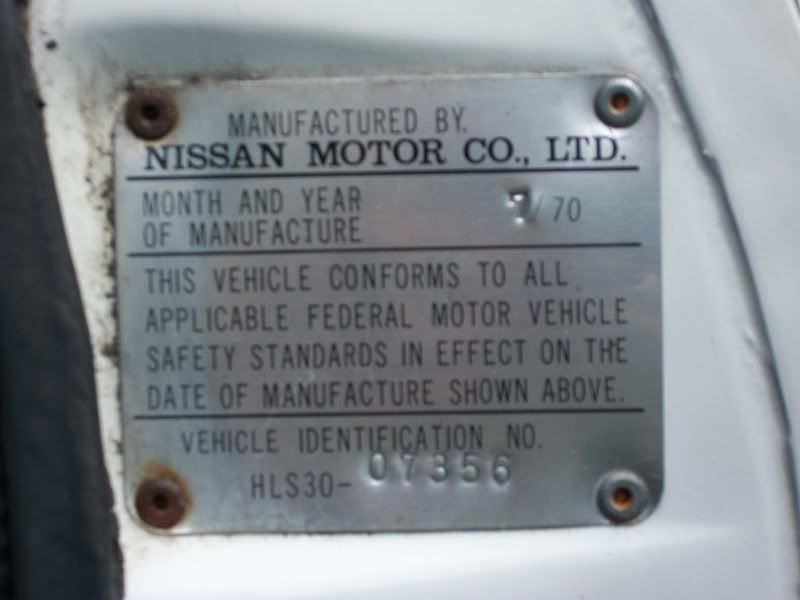 MANUFACTURED BY.
NISSAN MOTOR CO., LTD.
MONTH AND YEAR
OF MANUFACTURE 7/70
THIS VEHICLE CONFORMS TO ALL
APPLICABLE FEDERAL MOTOR VEHICLE
SAFETY STANDARDS IN EFFECT ON THE
DATE OF MANUFACTURE SHOWN ABOVE.
VEHICLE IDENTIFICATION NO.
HLS30-07356